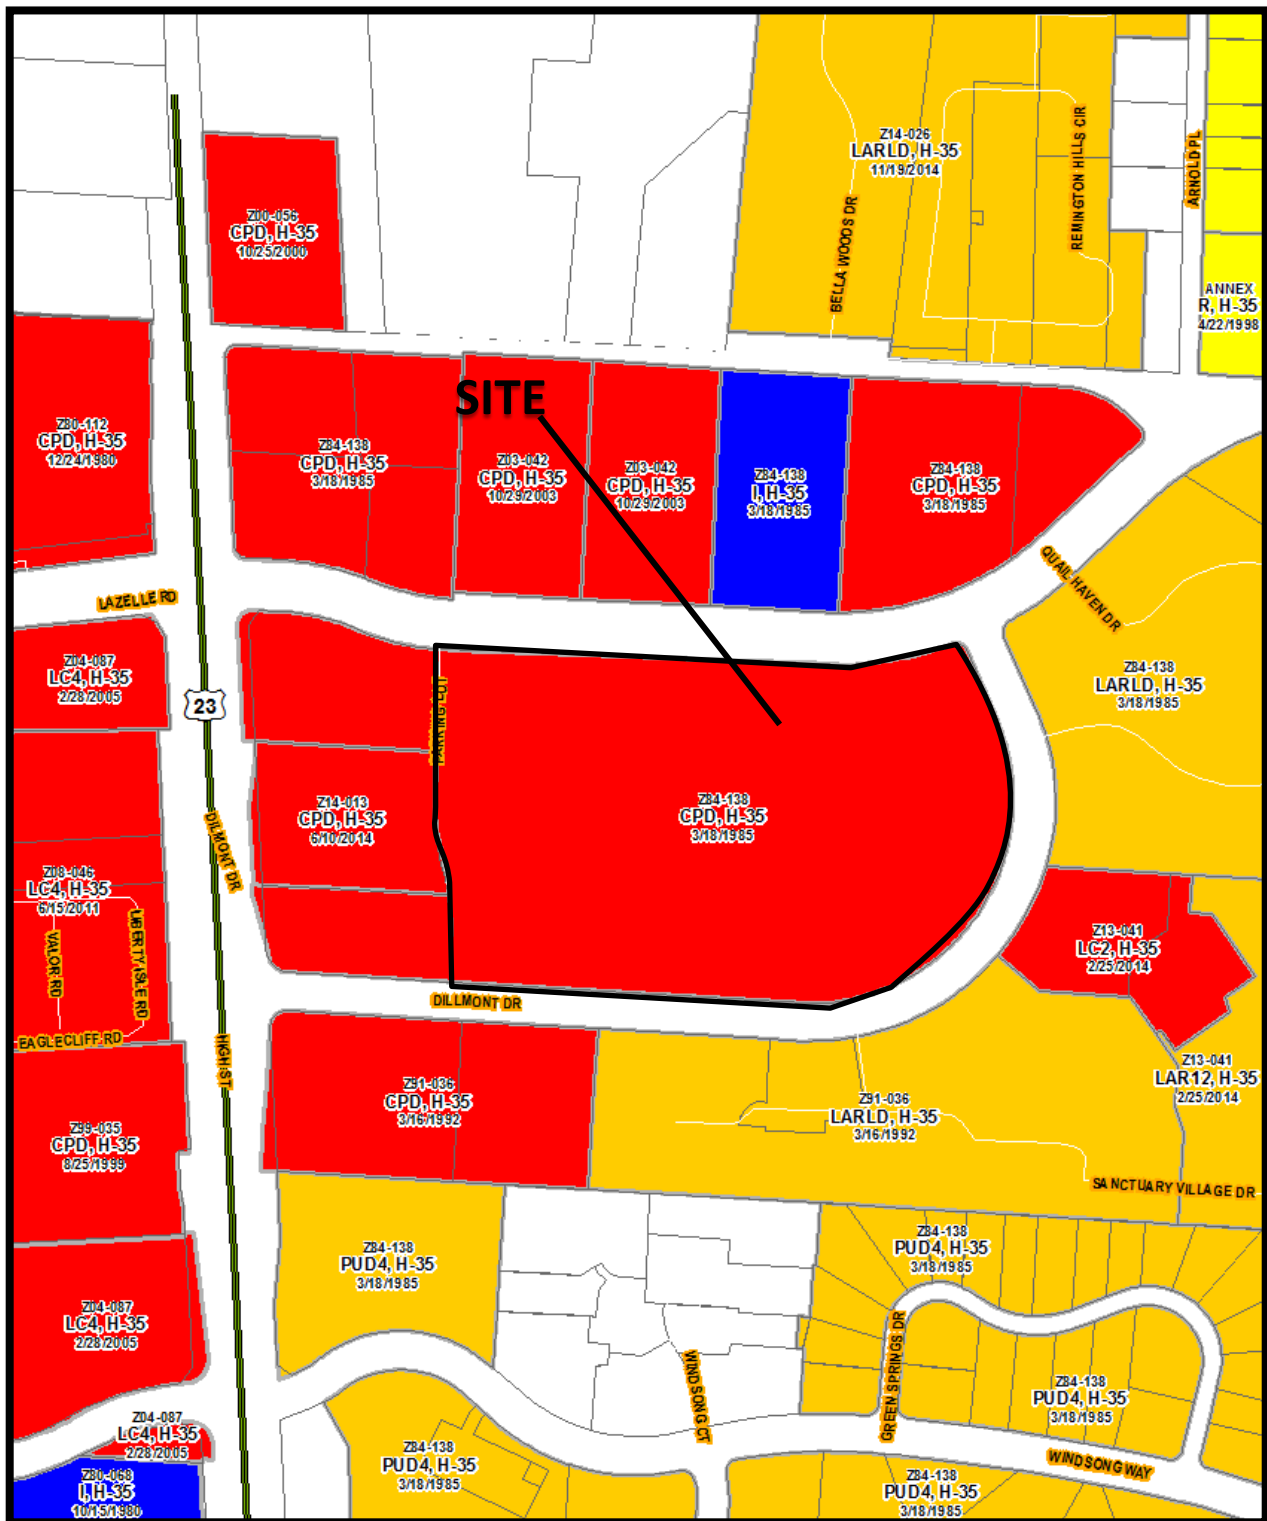 Z14-026
LARLD, H-35
11/19/2014
REMINGTON HILLS CIR
ARNOLD PL
BELLA WOODS DR
Z00-056
CPD, H-35
10/25/2000
ANNEX
R, H-35
4/22/1998
SITE
Z80-112
CPD, H-35
12/24/1980
Z84-138
CPD, H-35
3/18/1985
Z03-042
CPD, H-35
10/29/2003
Z03-042
CPD, H-35
10/29/2003
Z84-138
I, H-35
3/18/1985
Z84-138
CPD, H-35
3/18/1985
QUAIL HAVEN DR
LAZELLE RD
Z04-087
LC4, H-35
2/28/2005
23
PARKING LOT
Z84-138
LARLD, H-35
3/18/1985
Z14-013
CPD, H-35
6/10/2014
Z84-138
CPD, H-35
3/18/1985
DILMONT DR
Z08-046
LC4, H-35
6/15/2011
VALOR RD
LIBERTY ISLE RD
EAGLECLIFF RD
Z13-041
LC2, H-35
2/25/2014
DILLMONT DR
HIGH ST
Z13-041
LAR12, H-35
2/25/2014
Z91-036
CPD, H-35
3/16/1992
Z91-036
LARLD, H-35
3/16/1992
Z99-035
CPD, H-35
8/25/1999
SANCTUARY VILLAGE DR
Z84-138
PUD4, H-35
3/18/1985
Z84-138
PUD4, H-35
3/18/1985
Z04-087
LC4, H-35
2/28/2005
WINDSONG CT
GREEN SPRINGS DR
Z84-138
PUD4, H-35
3/18/1985
Z04-087
LC4, H-35
2/28/2005
Z84-138
PUD4, H-35
3/18/1985
WINDSONG WAY
Z80-068
I, H-35
10/15/1980
Z84-138
PUD4, H-35
3/18/1985